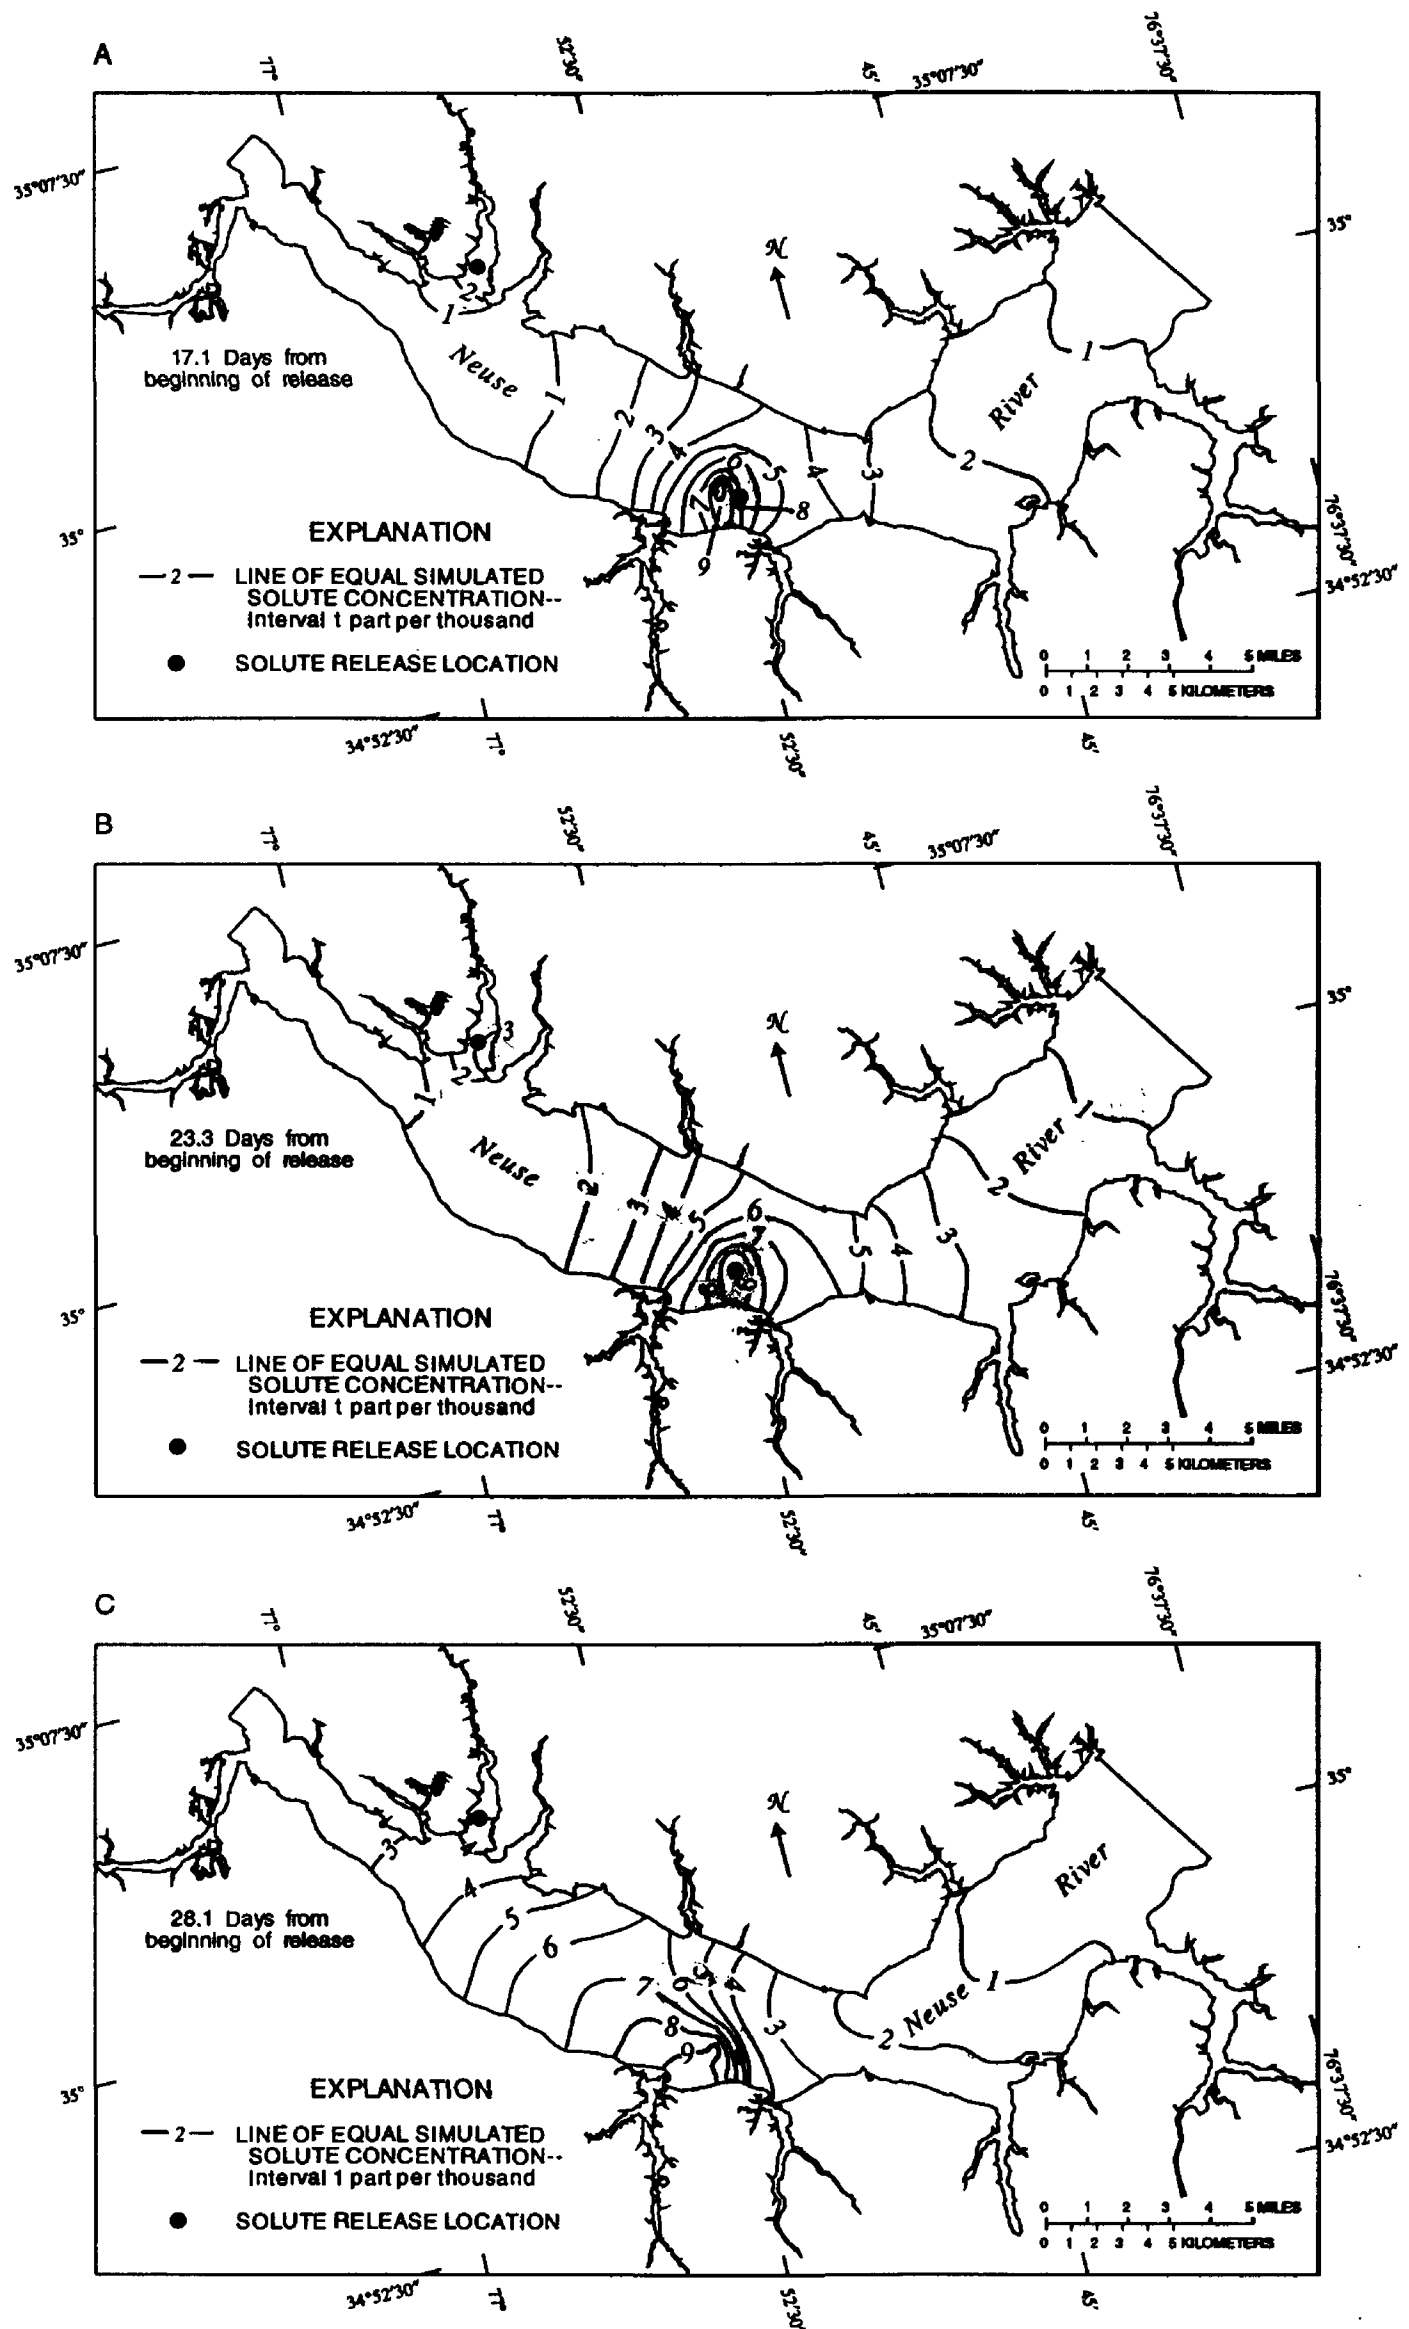 A
77°
52'30"
45'
35°07'30"
76°37'30"
35°07'30"
35°
N
2
1
Neuse
River
1
17.1 Days from
beginning of release
1
2
3
4
5
6
7
4
3
2
8
9
35°
76°37'30"
34°52'30"
EXPLANATION
2 LINE OF EQUAL SIMULATED
SOLUTE CONCENTRATION--
Interval 1 part per thousand
SOLUTE RELEASE LOCATION
0 1 2 3 4 5 MILES
0 1 2 3 4 5 KILOMETERS
34°52'30"
77°
52'30"
45'
B
77°
52'30"
45'
35°07'30"
76°37'30"
35°07'30"
35°
N
3
2
1
1
Neuse
River
23.3 Days from
beginning of release
2
3
4
5
6
7
5
4
3
2
35°
76°37'30"
34°52'30"
EXPLANATION
2 LINE OF EQUAL SIMULATED
SOLUTE CONCENTRATION--
Interval 1 part per thousand
SOLUTE RELEASE LOCATION
0 1 2 3 4 5 MILES
0 1 2 3 4 5 KILOMETERS
34°52'30"
77°
52'30"
45'
C
77°
52'30"
45'
35°07'30"
76°37'30"
35°07'30"
35°
N
3
4
4
River
28.1 Days from
beginning of release
5
6
7
6
5
4
3
1
Neuse
2
8
9
35°
76°37'30"
34°52'30"
EXPLANATION
2 LINE OF EQUAL SIMULATED
SOLUTE CONCENTRATION--
Interval 1 part per thousand
SOLUTE RELEASE LOCATION
0 1 2 3 4 5 MILES
0 1 2 3 4 5 KILOMETERS
34°52'30"
77°
52'30"
45'